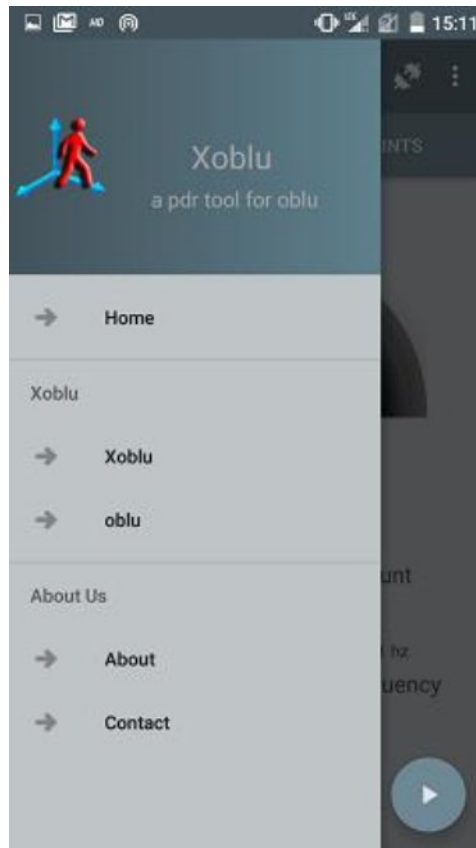 15:11
Xoblu
a pdr tool for oblu
INTS
Home
Xoblu
Xoblu
oblu
unt
About Us
About
hz
uency
Contact